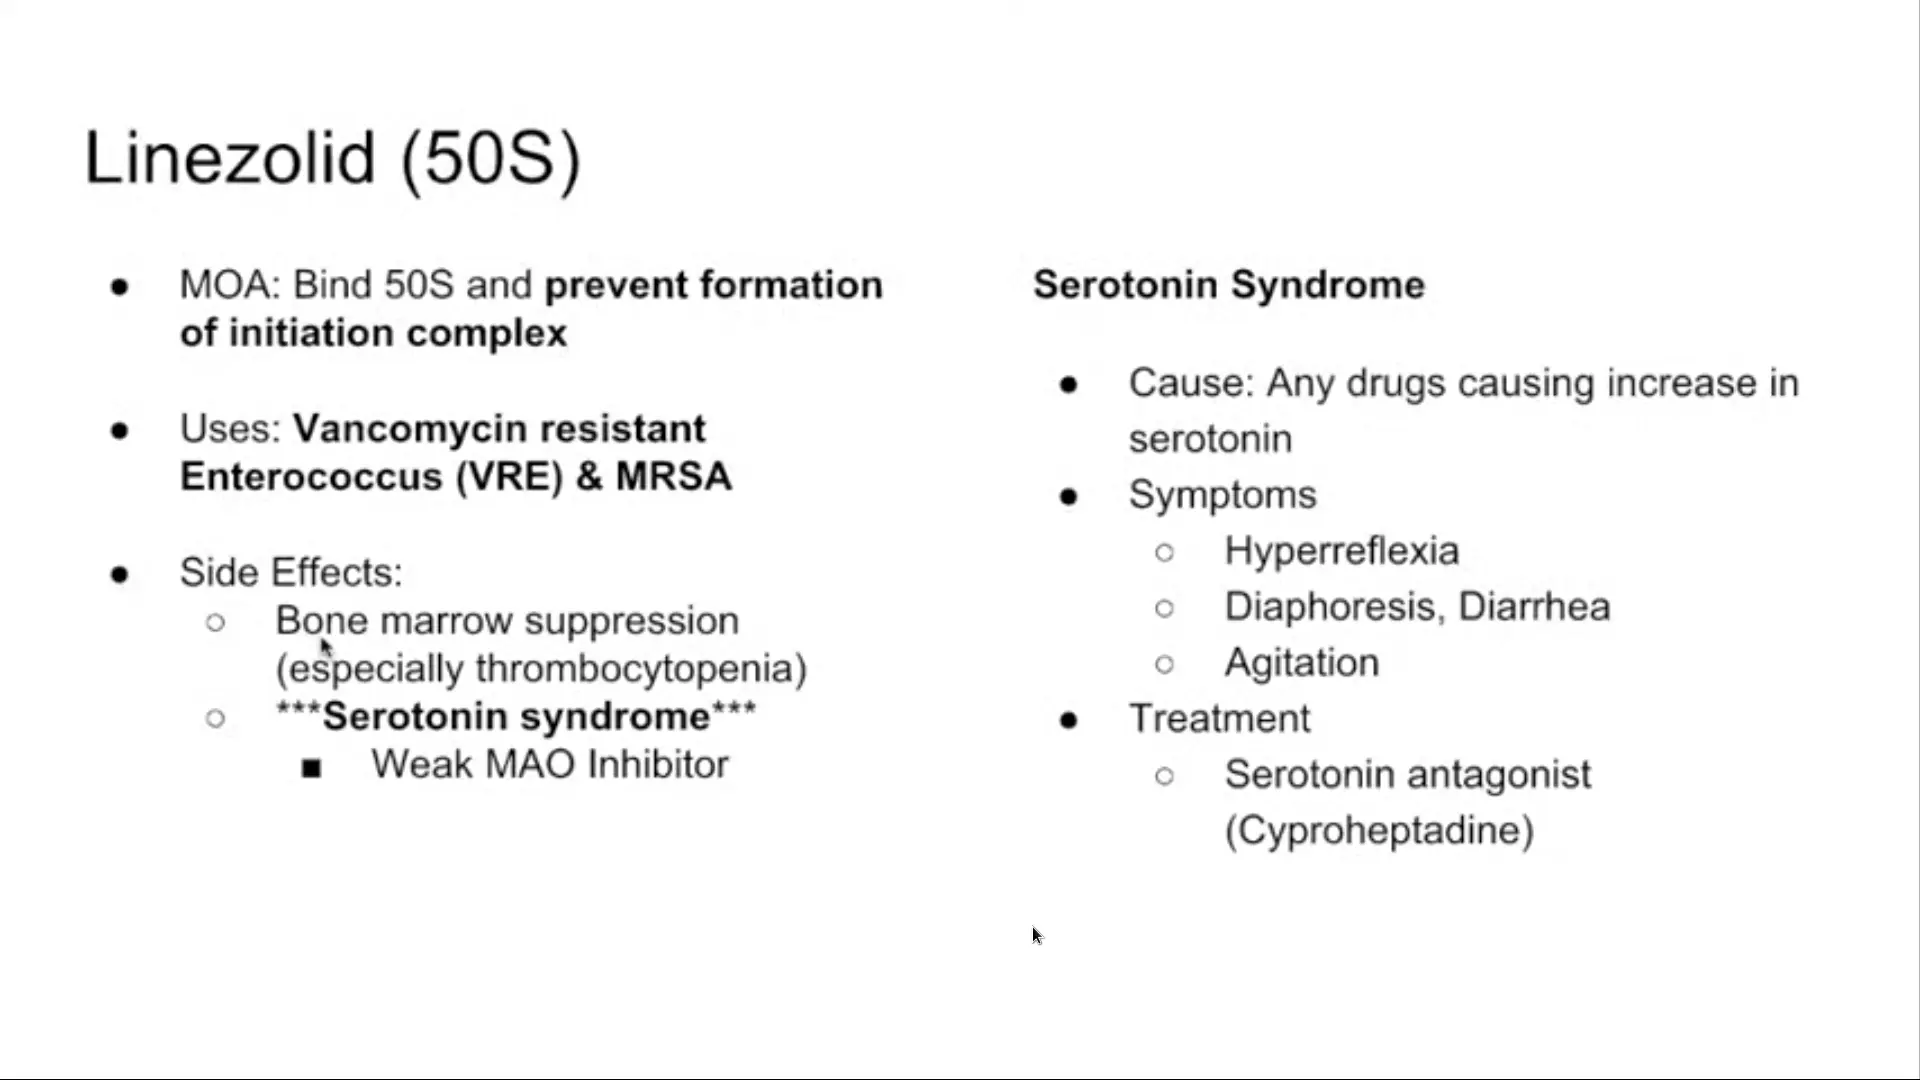 Linezolid (50S)
● MOA: Bind 50S and prevent formation
of initiation complex
● Uses: Vancomycin resistant
Enterococcus (VRE) & MRSA
● Side Effects:
○ Bone marrow suppression
(especially thrombocytopenia)
○ ***Serotonin syndrome***
■ Weak MAO Inhibitor
Serotonin Syndrome
● Cause: Any drugs causing increase in
serotonin
● Symptoms
○ Hyperreflexia
○ Diaphoresis, Diarrhea
○ Agitation
● Treatment
○ Serotonin antagonist
(Cyproheptadine)